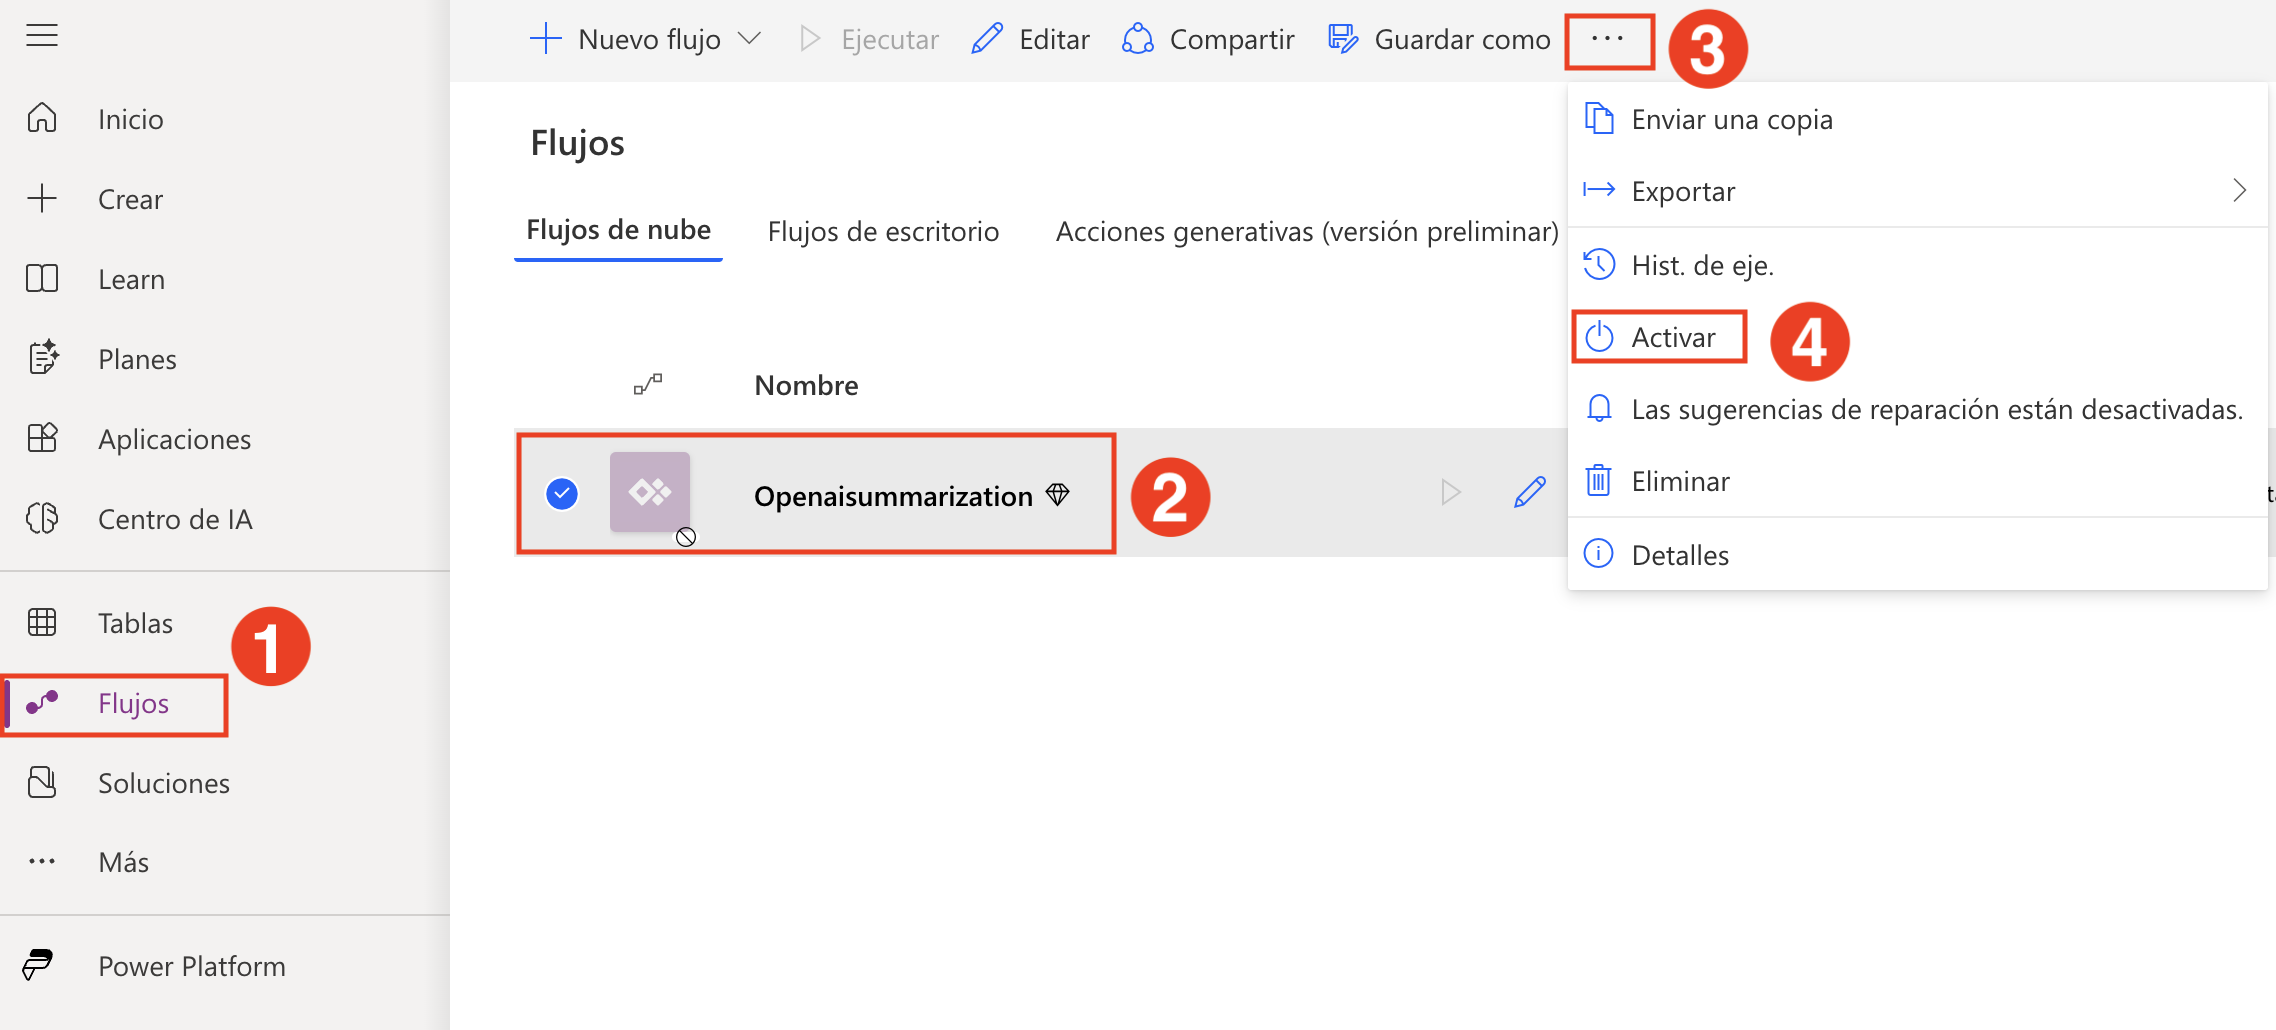 Inicio
Crear
Learn
Planes
Aplicaciones
Centro de IA
Tablas
1
Flujos
Soluciones
Más
Power Platform
Nuevo flujo
Ejecutar
Editar
Compartir
Guardar como
3
Flujos
Flujos de nube
Flujos de escritorio
Acciones generativas (versión preliminar)
Nombre
Openaisummarization
2
Enviar una copia
Exportar
Hist. de eje.
Activar
4
Las sugerencias de reparación están desactivadas.
Eliminar
Detalles